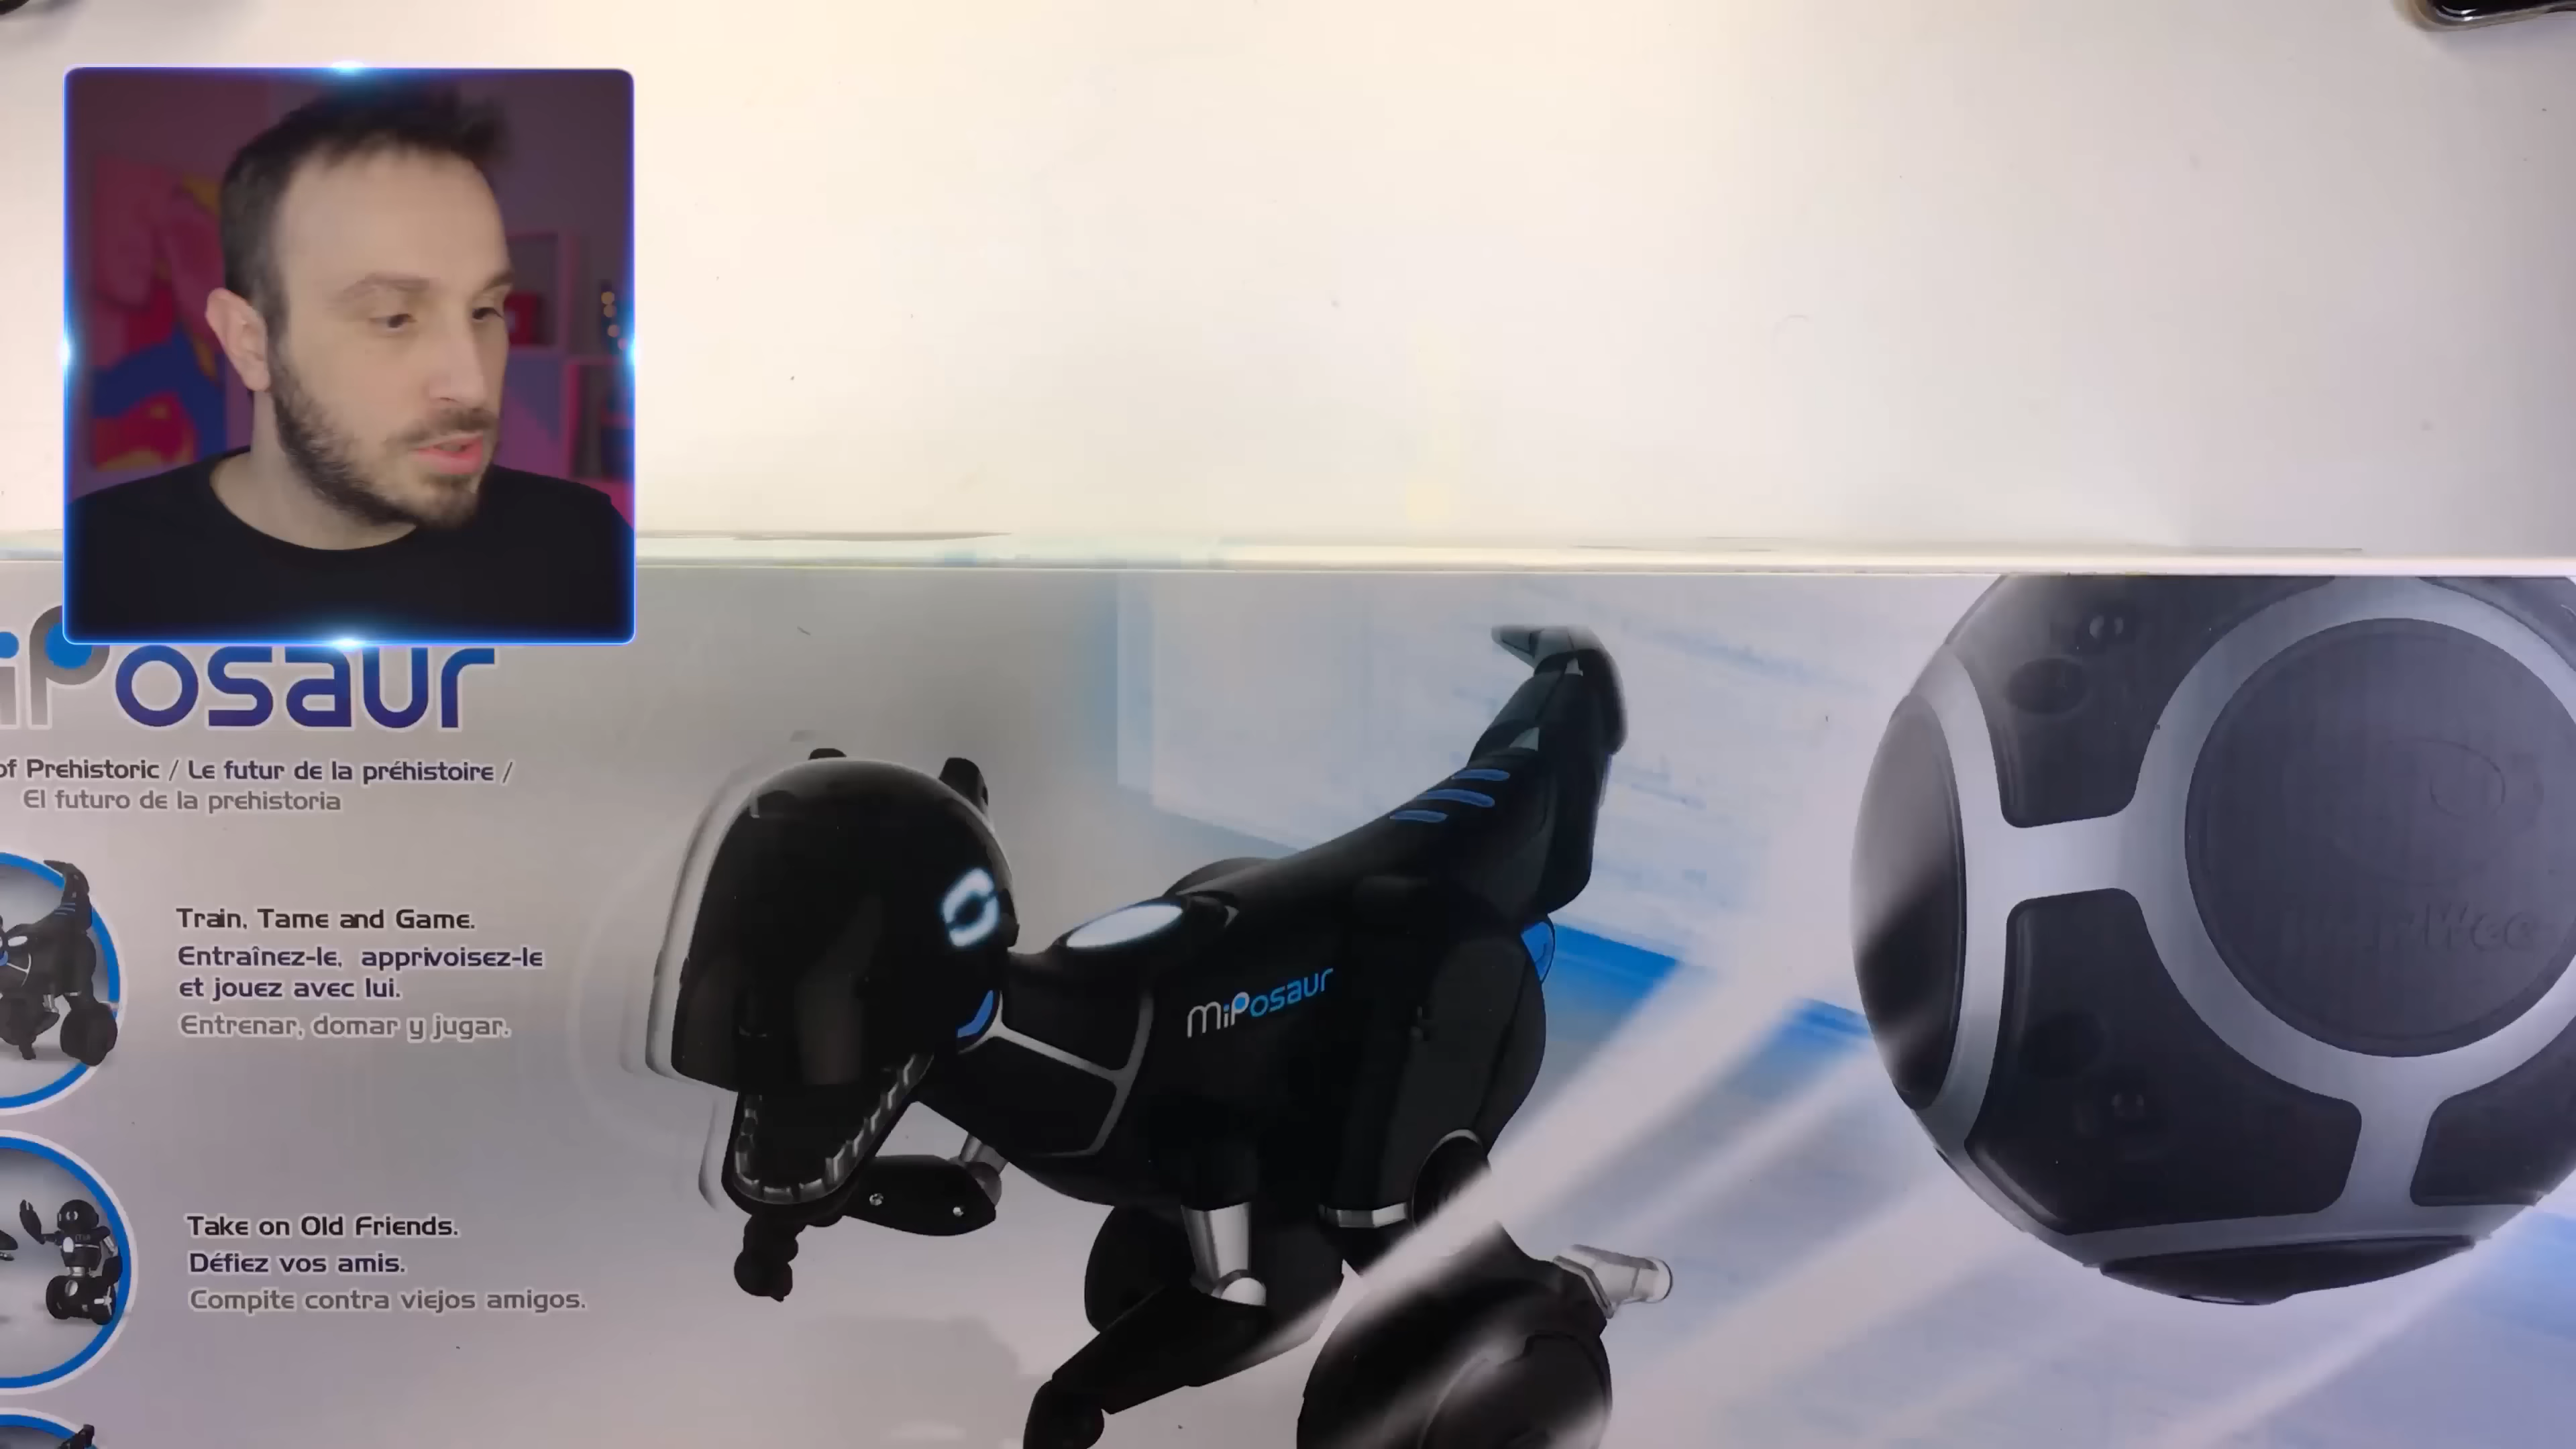 iPosaur
of Prehistoric / Le futur de la préhistoire /
El futuro de la prehistoria
Train, Tame and Game.
Entraînez-le, apprivoisez-le
et jouez avec lui.
Entrenar, domar y jugar.
Take on Old Friends.
Défiez vos amis.
Compite contra viejos amigos.
MiPosaur